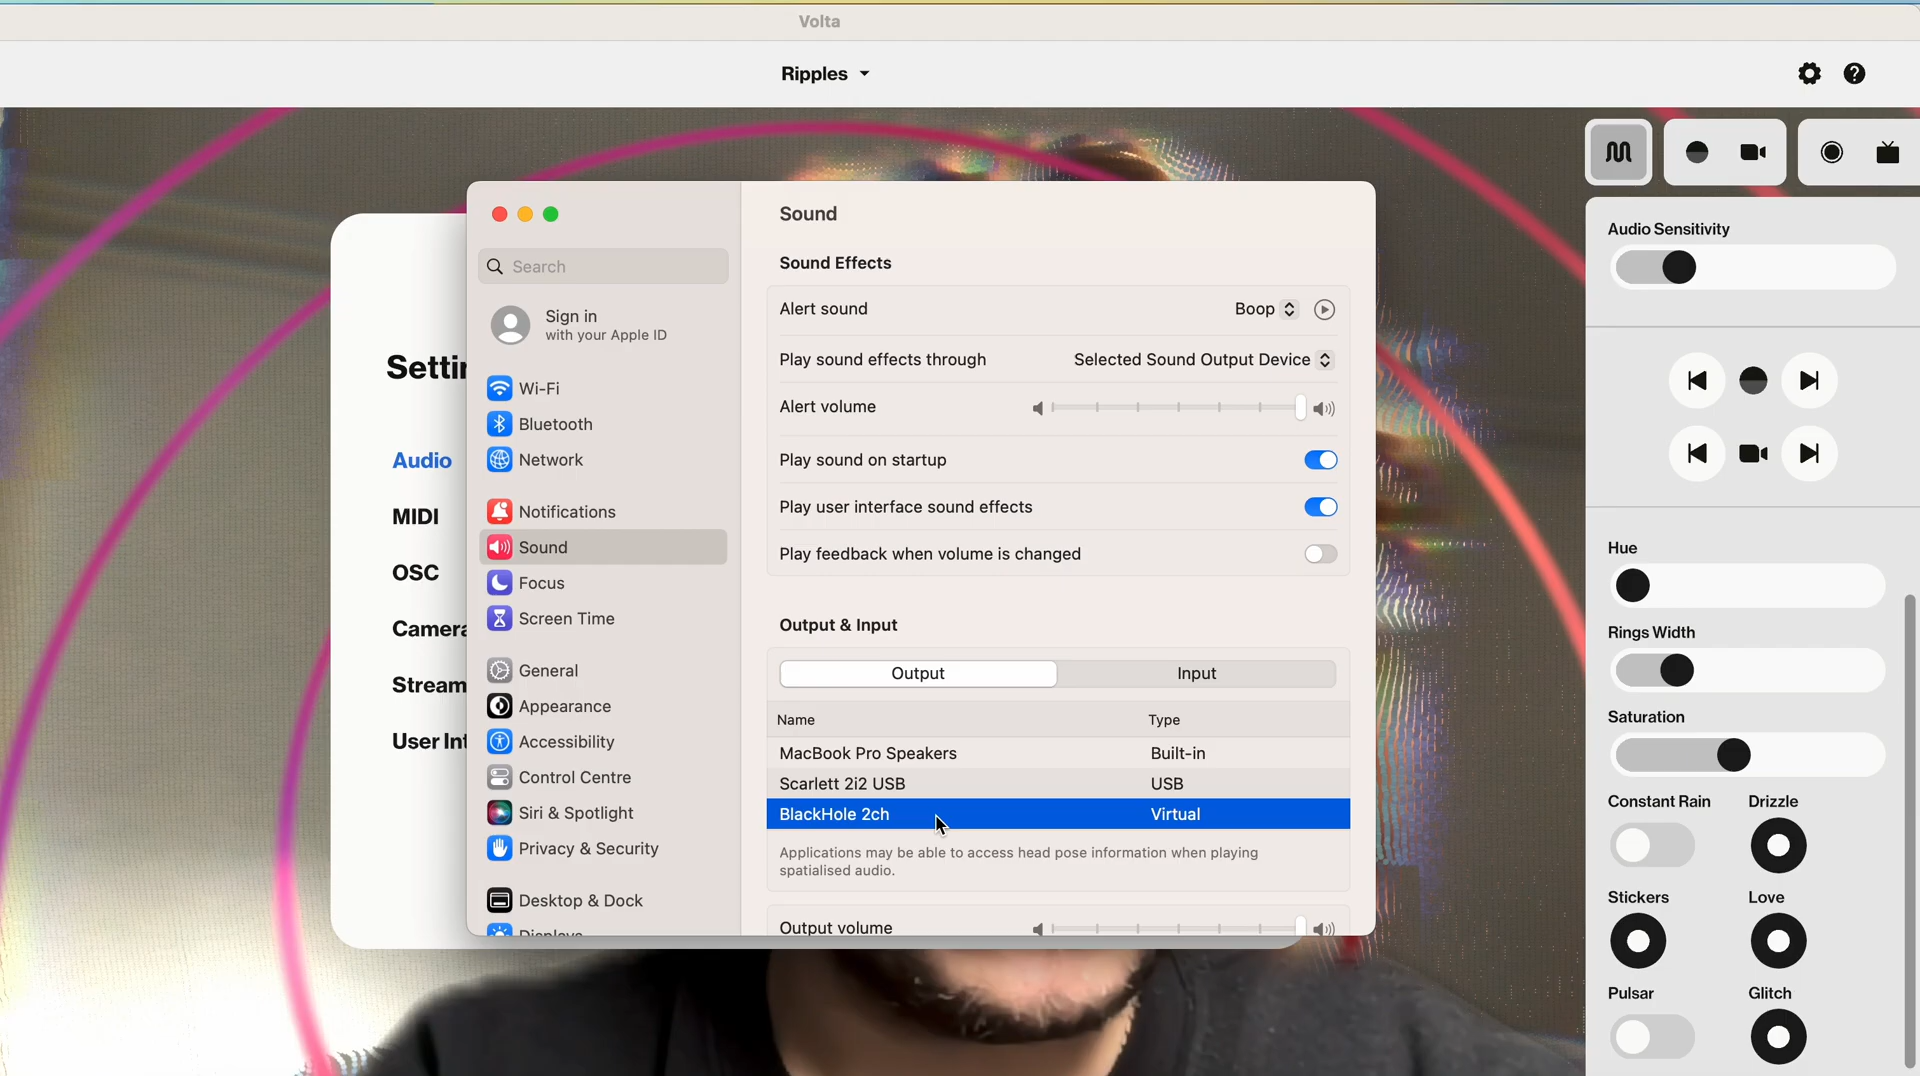 Volta
Ripples
Audio Sensitivity
Hue
Rings Width
Saturation
Constant Rain
Drizzle
Stickers
Love
Pulsar
Glitch
Settin
Audio
MIDI
OSC
Camera
Stream
User Int
Search
Sign in
with your Apple ID
Wi-Fi
Bluetooth
Network
Notifications
Sound
Focus
Screen Time
General
Appearance
Accessibility
Control Centre
Siri & Spotlight
Privacy & Security
Desktop & Dock
Displays
Sound
Sound Effects
Alert sound
Boop
Play sound effects through
Selected Sound Output Device
Alert volume
Play sound on startup
Play user interface sound effects
Play feedback when volume is changed
Output & Input
Output
Input
Name
Type
MacBook Pro Speakers
Built-in
Scarlett 2i2 USB
USB
BlackHole 2ch
Virtual
Applications may be able to access head pose information when playing
spatialised audio.
Output volume